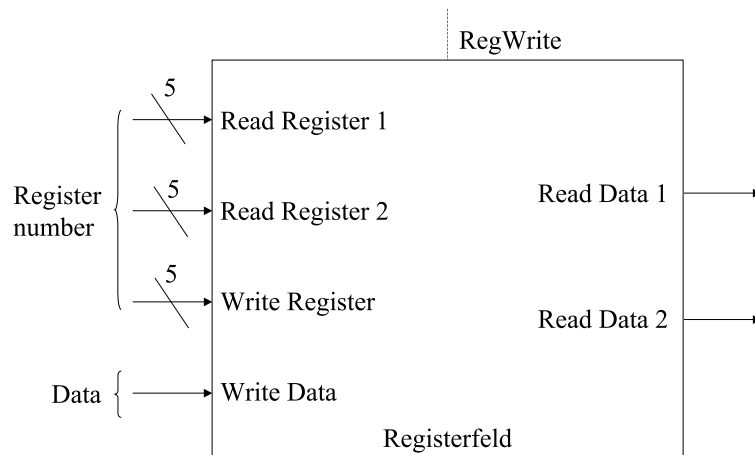 RegWrite
5
Read Register 1
5
Read Register 2
Register
number
Read Data 1
5
Write Register
Read Data 2
Data
Write Data
Registerfeld